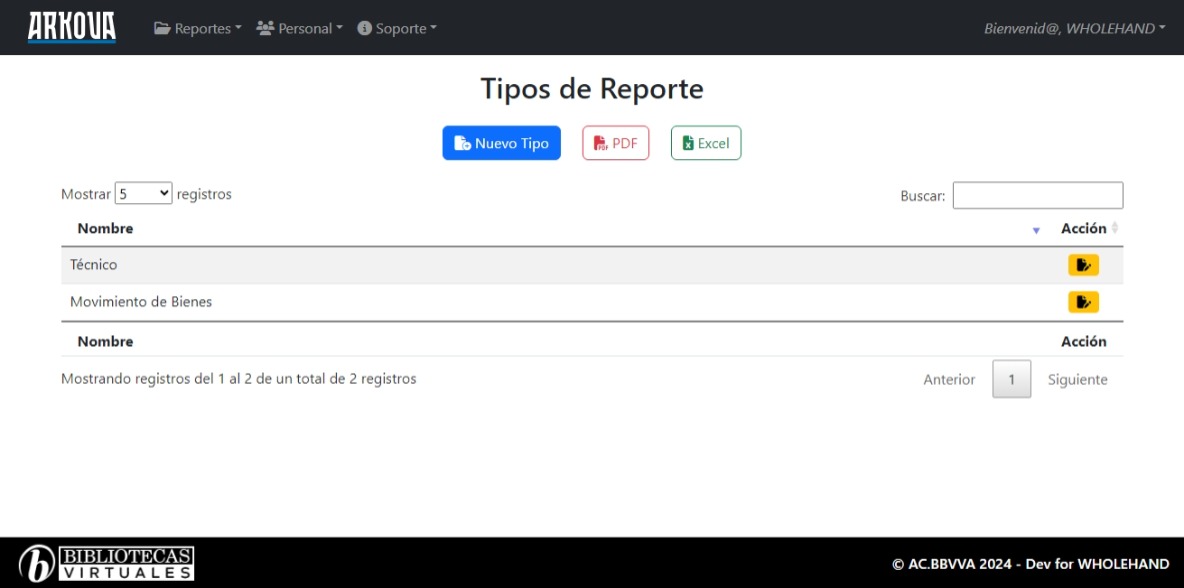 ARKOVA Reportes Personal Soporte Bienvenid@, WHOLEHAND
Tipos de Reporte
Nuevo Tipo PDF Excel
Mostrar 5 registros Buscar:
Nombre Acción
Técnico
Movimiento de Bienes
Nombre Acción
Mostrando registros del 1 al 2 de un total de 2 registros Anterior 1 Siguiente
b BIBLIOTECAS
VIRTUALES
© AC.BBVVA 2024 - Dev for WHOLEHAND